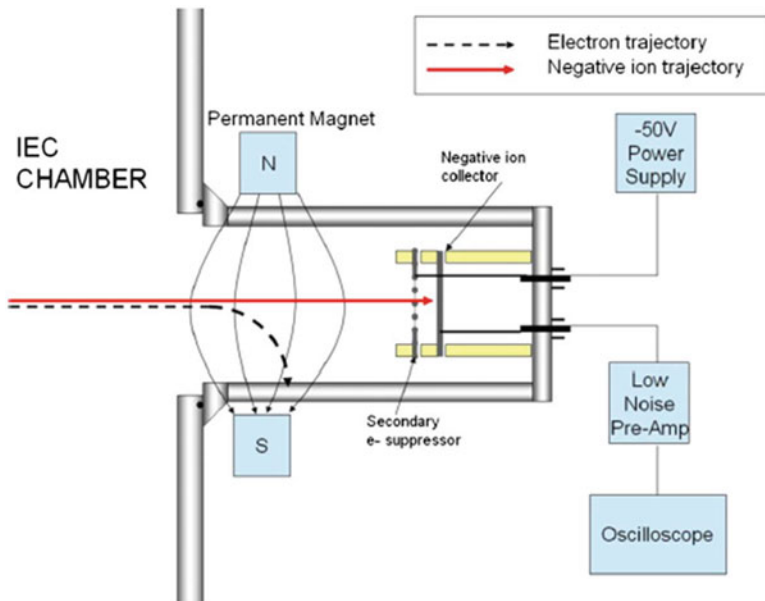 Electron trajectory
Negative ion trajectory
Permanent Magnet
N
IEC
CHAMBER
Negative ion
collector
-50V
Power
Supply
Secondary
e- suppressor
S
Low
Noise
Pre-Amp
Oscilloscope